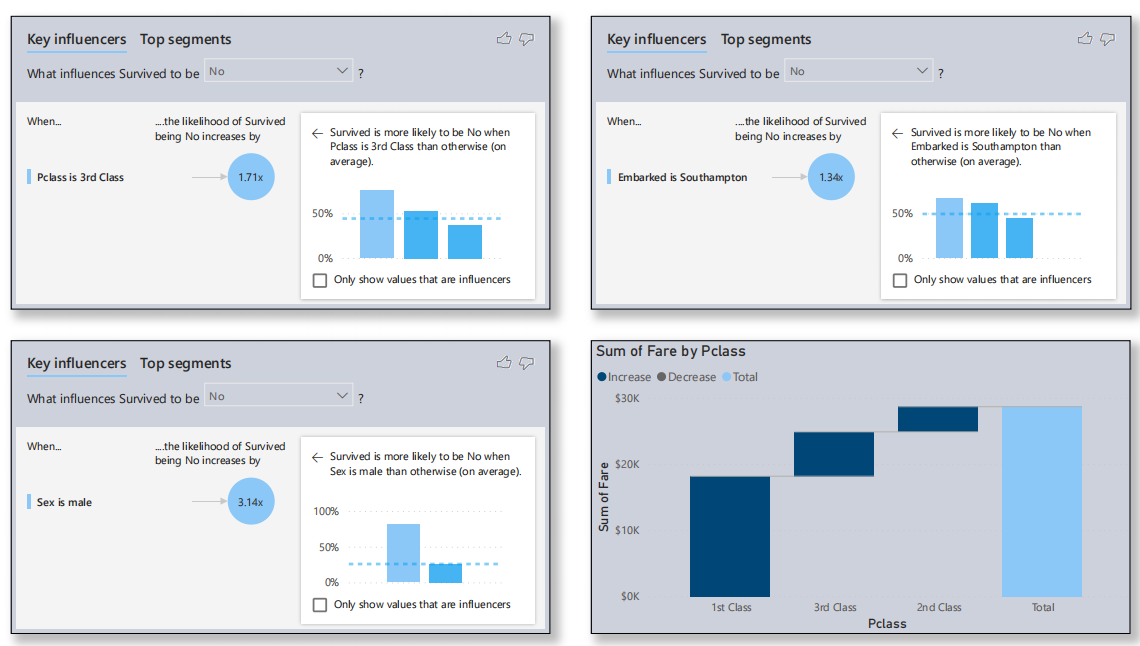 Key influencers Top segments
What influences Survived to be No ?
When...
....the likelihood of Survived
being No increases by
Pclass is 3rd Class
1.71x
Survived is more likely to be No when
Pclass is 3rd Class than otherwise (on
average).
50%
0%
Only show values that are influencers
Key influencers Top segments
What influences Survived to be No ?
When...
....the likelihood of Survived
being No increases by
Embarked is Southampton
1.34x
Survived is more likely to be No when
Embarked is Southampton than
otherwise (on average).
50%
0%
Only show values that are influencers
Key influencers Top segments
What influences Survived to be No ?
When...
....the likelihood of Survived
being No increases by
Sex is male
3.14x
Survived is more likely to be No when
Sex is male than otherwise (on average).
100%
50%
0%
Only show values that are influencers
Sum of Fare by Pclass
Increase Decrease Total
$30K
$20K
$10K
$0K
Sum of Fare
1st Class 3rd Class 2nd Class Total
Pclass